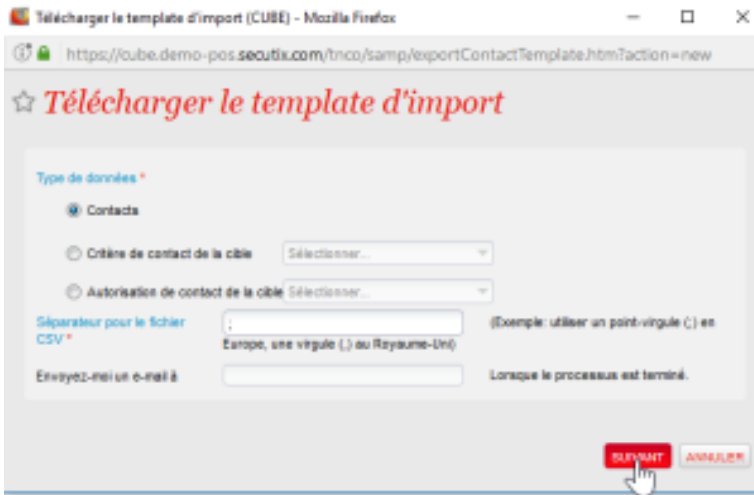 Télécharger le template d'import (CUBE) - Mozilla Firefox
https://cube.demo-pos.secutix.com/tnco/samp/exportContactTemplate.htm?action=new
Télécharger le template d'import
Type de données *
Contacts
Critère de contact de la cible Sélectionner...
Autorisation de contact de la cible Sélectionner...
Séparateur pour le fichier ; (Exemple: utiliser un point-virgule (;) en
CSV * Europe, une virgule (,) au Royaume-Uni)
Envoyez-moi un e-mail à Lorsque le processus est terminé.
SUIVANT ANNULER